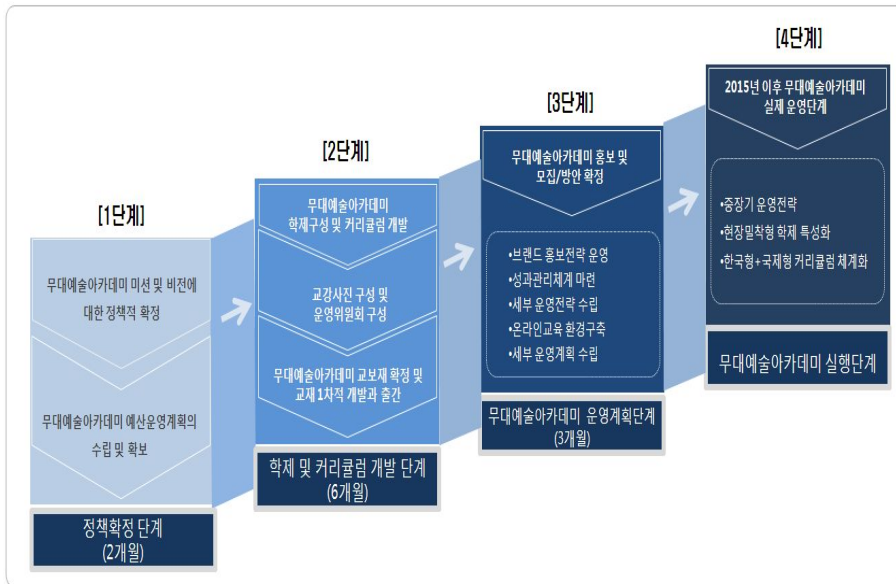 [1단계]
무대예술아카데미 미션 및 비전에
대한 정책적 확정
무대예술아카데미 예산운영계획의
수립 및 확보
정책확정 단계
(2개월)
[2단계]
무대예술아카데미
학제구성 및 커리큘럼 개발
교강사진 구성 및
운영위원회 구성
무대예술아카데미 교보재 확정 및
교재 1차적 개발과 출간
학제 및 커리큘럼 개발 단계
(6개월)
[3단계]
무대예술아카데미 홍보 및
모집/방안 확정
•브랜드 홍보전략 운영
•성과관리체계 마련
•세부 운영전략 수립
•온라인교육 환경구축
•세부 운영계획 수립
무대예술아카데미 운영계획단계
(3개월)
[4단계]
2015년 이후 무대예술아카데미
실제 운영단계
•중장기 운영전략
•현장밀착형 학제 특성화
•한국형+국제형 커리큘럼 체계화
무대예술아카데미 실행단계